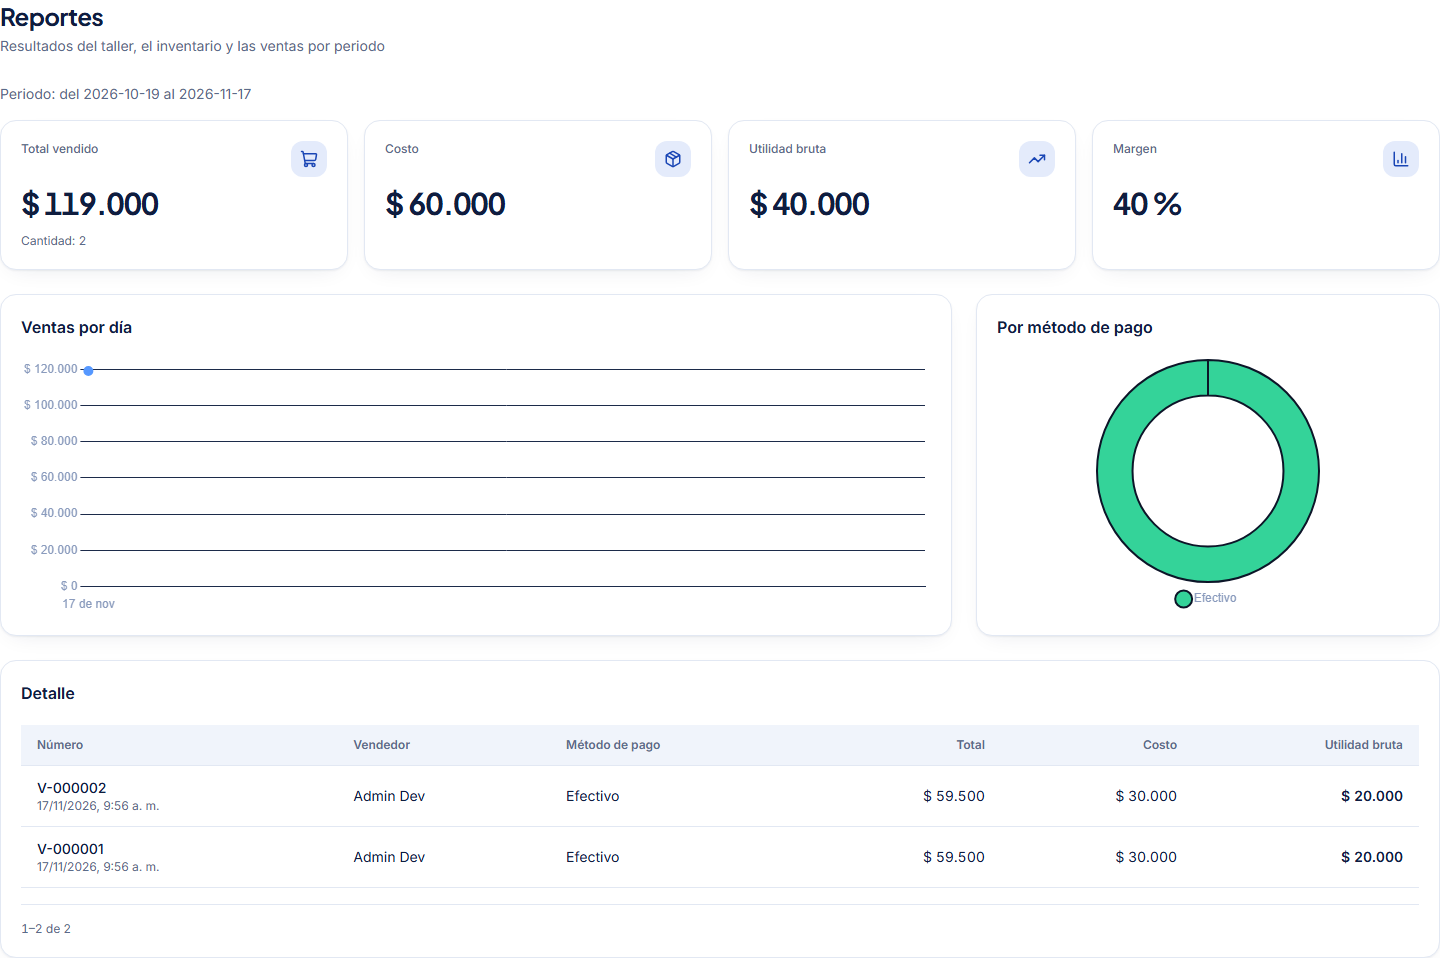 Reportes
Resultados del taller, el inventario y las ventas por periodo
Periodo: del 2026-10-19 al 2026-11-17
Total vendido
$ 119.000
Cantidad: 2
Costo
$ 60.000
Utilidad bruta
$ 40.000
Margen
40 %
Ventas por día
$ 120.000
$ 100.000
$ 80.000
$ 60.000
$ 40.000
$ 20.000
$ 0
17 de nov
Por método de pago
Efectivo
Detalle
Número Vendedor Método de pago Total Costo Utilidad bruta
V-000002
17/11/2026, 9:56 a. m.
Admin Dev Efectivo $ 59.500 $ 30.000 $ 20.000
V-000001
17/11/2026, 9:56 a. m.
Admin Dev Efectivo $ 59.500 $ 30.000 $ 20.000
1–2 de 2